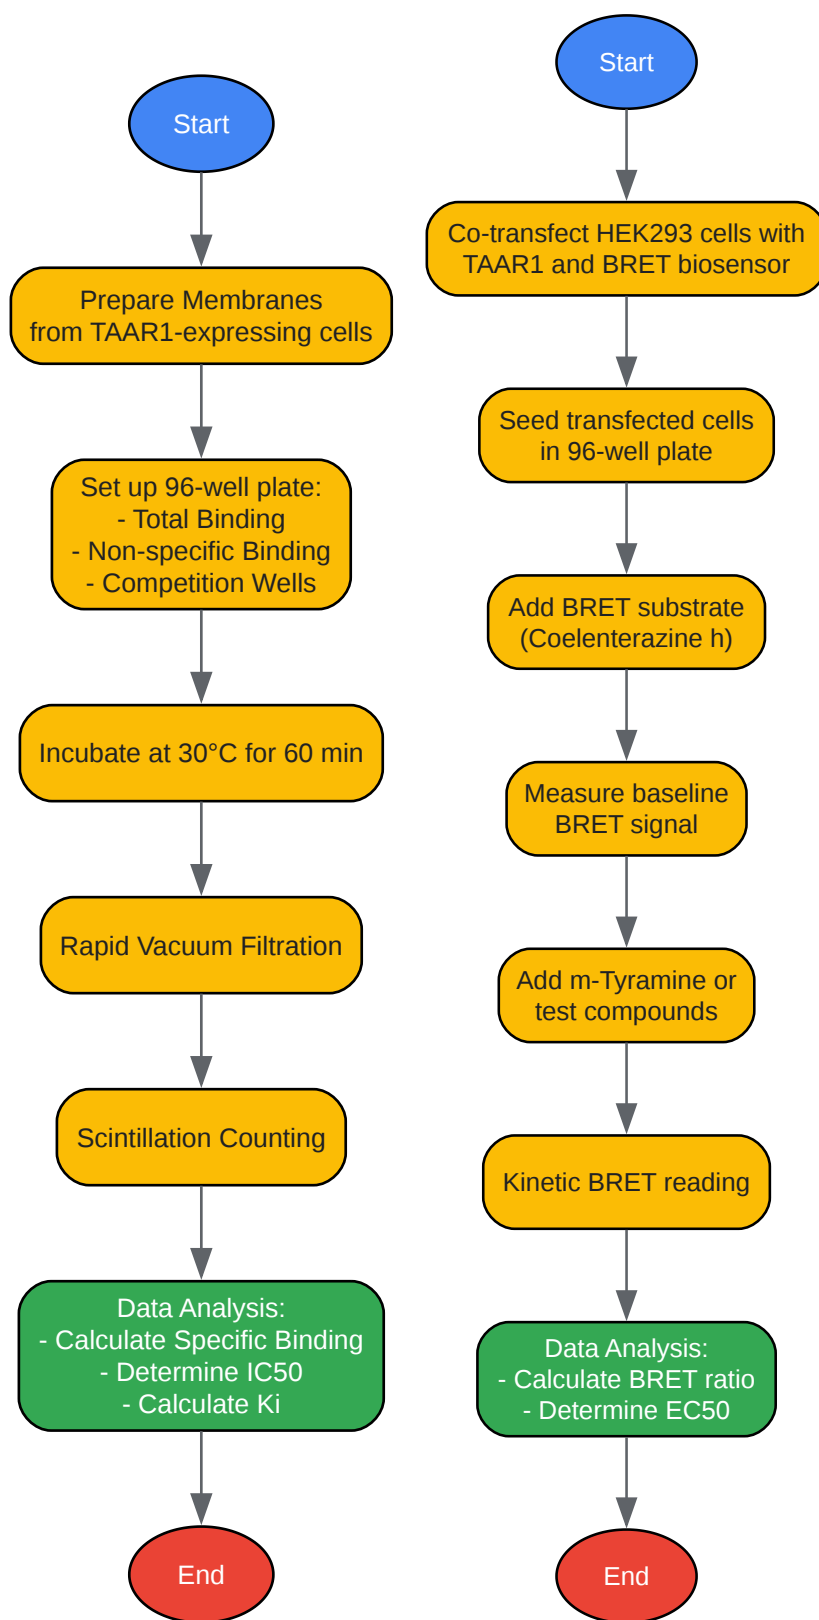 Start
Prepare Membranes
from TAAR1-expressing cells
Set up 96-well plate:
- Total Binding
- Non-specific Binding
- Competition Wells
Incubate at 30°C for 60 min
Rapid Vacuum Filtration
Scintillation Counting
Data Analysis:
- Calculate Specific Binding
- Determine IC50
- Calculate Ki
End
Start
Co-transfect HEK293 cells with
TAAR1 and BRET biosensor
Seed transfected cells
in 96-well plate
Add BRET substrate
(Coelenterazine h)
Measure baseline
BRET signal
Add m-Tyramine or
test compounds
Kinetic BRET reading
Data Analysis:
- Calculate BRET ratio
- Determine EC50
End